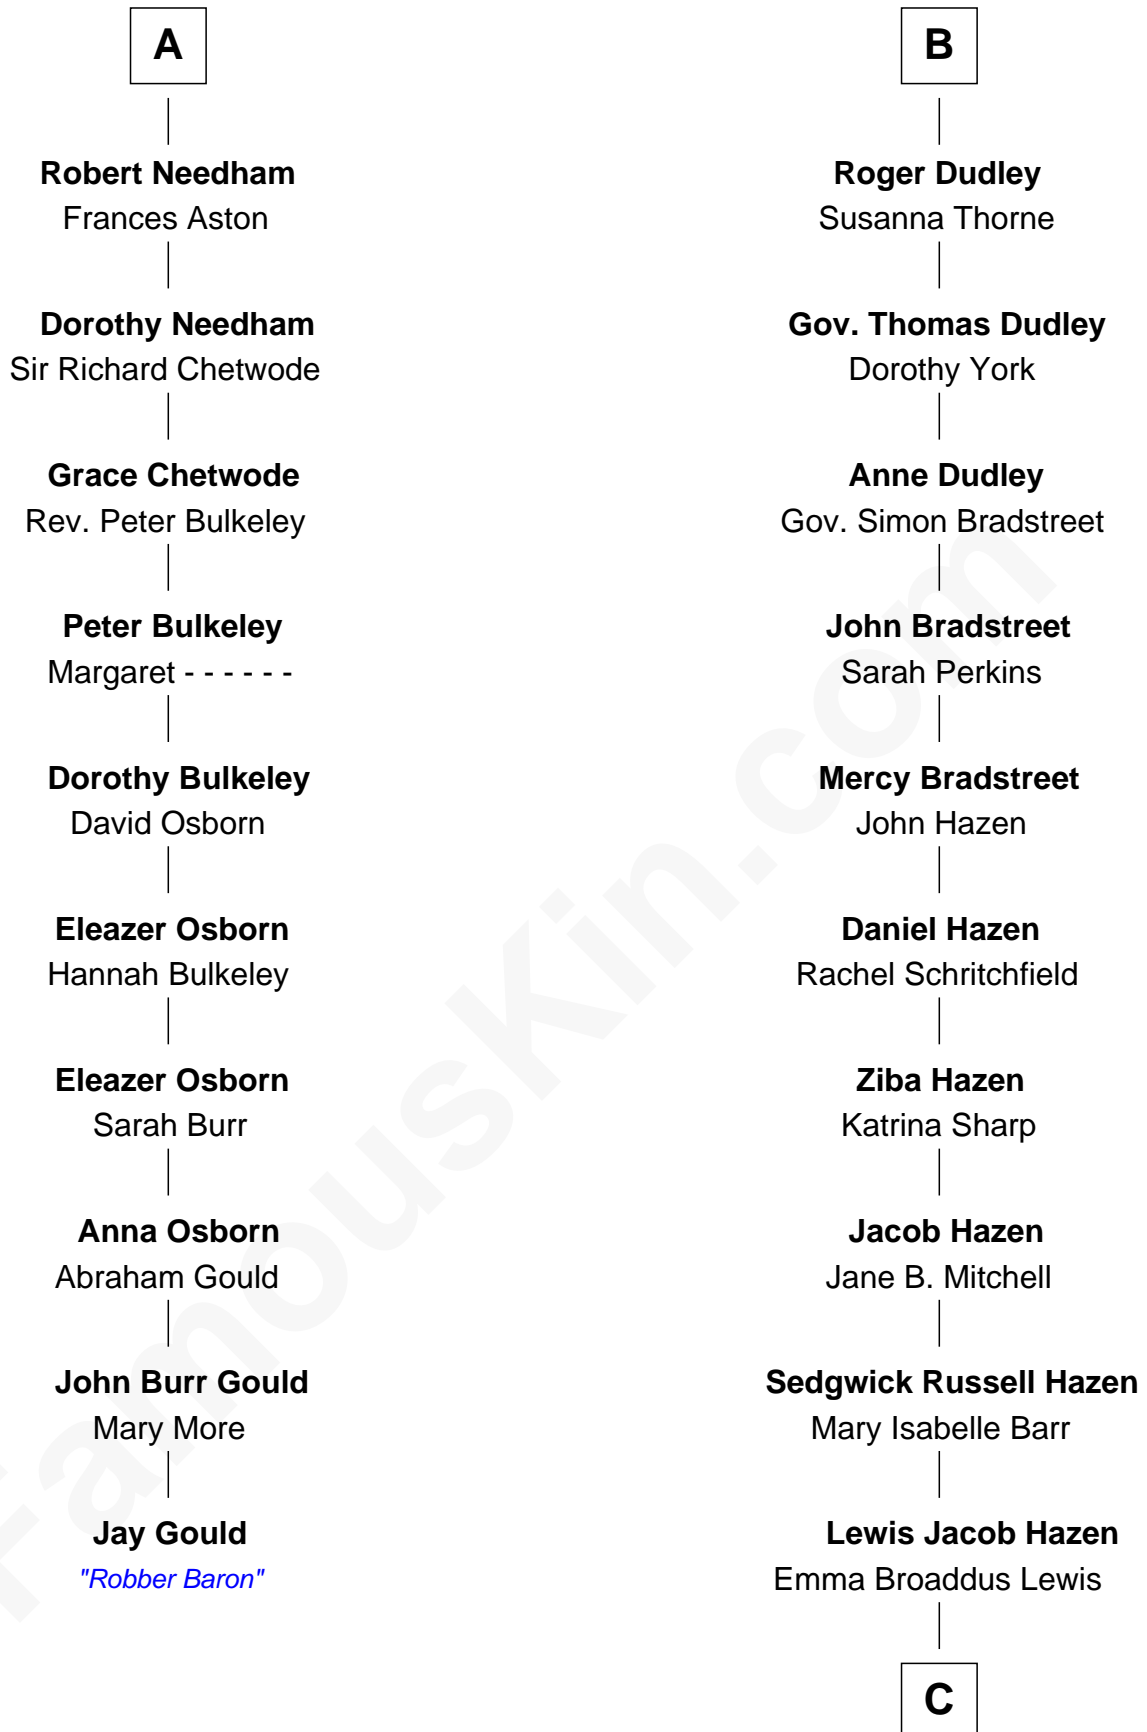 A
Robert Needham
Frances Aston
Dorothy Needham
Sir Richard Chetwode
Grace Chetwode
Rev. Peter Bulkeley
Peter Bulkeley
Margaret - - - - - -
Dorothy Bulkeley
David Osborn
Eleazer Osborn
Hannah Bulkeley
Eleazer Osborn
Sarah Burr
Anna Osborn
Abraham Gould
John Burr Gould
Mary More
Jay Gould
"Robber Baron"
B
Roger Dudley
Susanna Thorne
Gov. Thomas Dudley
Dorothy York
Anne Dudley
Gov. Simon Bradstreet
John Bradstreet
Sarah Perkins
Mercy Bradstreet
John Hazen
Daniel Hazen
Rachel Schritchfield
Ziba Hazen
Katrina Sharp
Jacob Hazen
Jane B. Mitchell
Sedgwick Russell Hazen
Mary Isabelle Barr
Lewis Jacob Hazen
Emma Broaddus Lewis
C
FamousKin.com